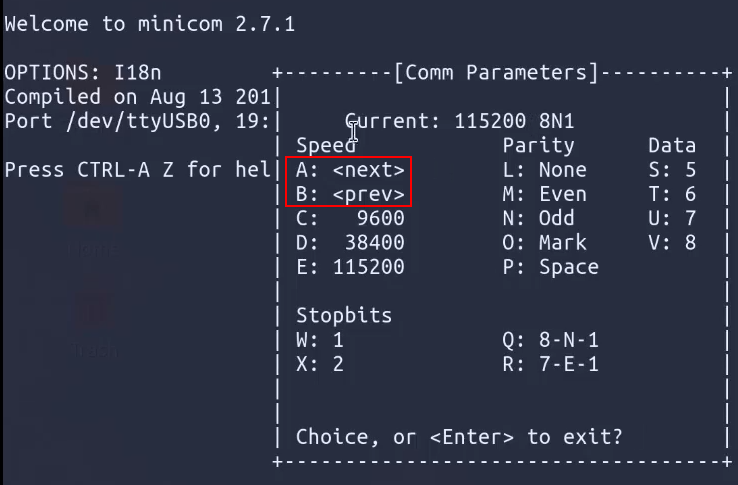 Welcome to minicom 2.7.1
OPTIONS: I18n +---------[Comm Parameters]----------+
Compiled on Aug 13 201| |
Port /dev/ttyUSB0, 19:| Current: 115200 8N1 |
| Speed Parity Data |
Press CTRL-A Z for hel| A: <next> L: None S: 5 |
| B: <prev> M: Even T: 6 |
| C: 9600 N: Odd U: 7 |
| D: 38400 O: Mark V: 8 |
| E: 115200 P: Space |
| |
| Stopbits |
| W: 1 Q: 8-N-1 |
| X: 2 R: 7-E-1 |
| |
| |
| Choice, or <Enter> to exit? |
+-------------------------------------+